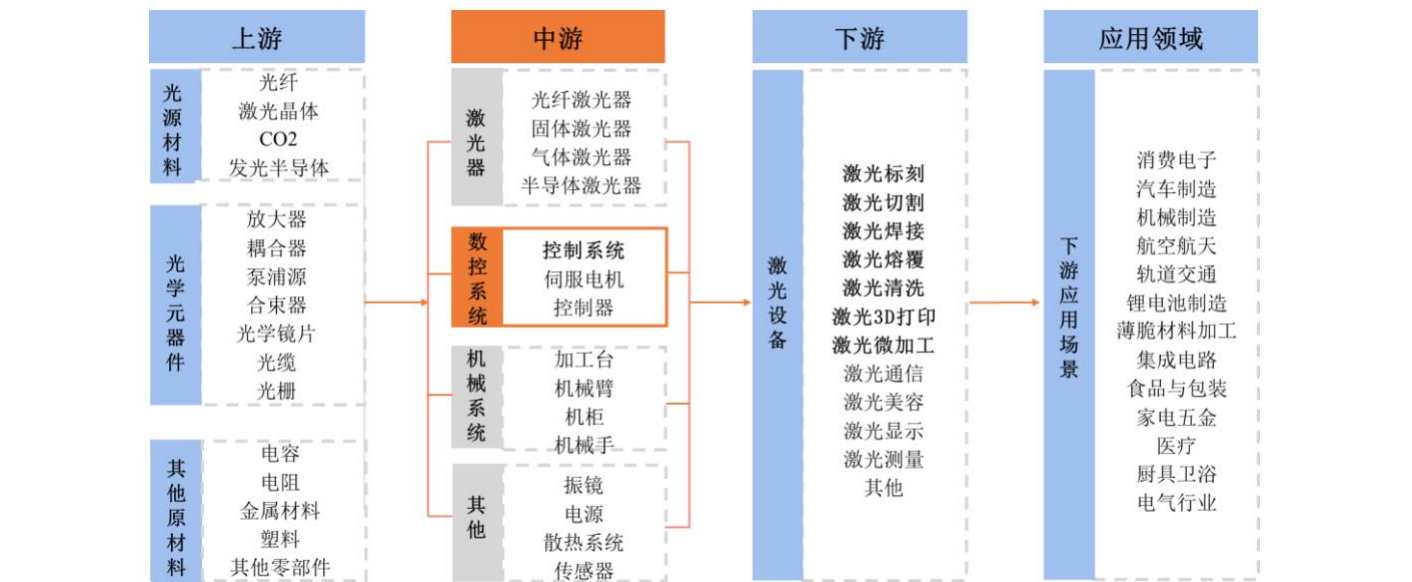 上游
光源材料
光纤
激光晶体
CO2
发光半导体
光学元器件
放大器
耦合器
泵浦源
合束器
光学镜片
光缆
光栅
其他原材料
电容
电阻
金属材料
塑料
其他零部件
中游
激光器
光纤激光器
固体激光器
气体激光器
半导体激光器
数控系统
控制系统
伺服电机
控制器
机械系统
加工台
机械臂
机柜
机械手
其他
振镜
电源
散热系统
传感器
下游
激光设备
激光标刻
激光切割
激光焊接
激光熔覆
激光清洗
激光3D打印
激光微加工
激光通信
激光美容
激光显示
激光测量
其他
应用领域
下游应用场景
消费电子
汽车制造
机械制造
航空航天
轨道交通
锂电池制造
薄脆材料加工
集成电路
食品与包装
家电五金
医疗
厨具卫浴
电气行业